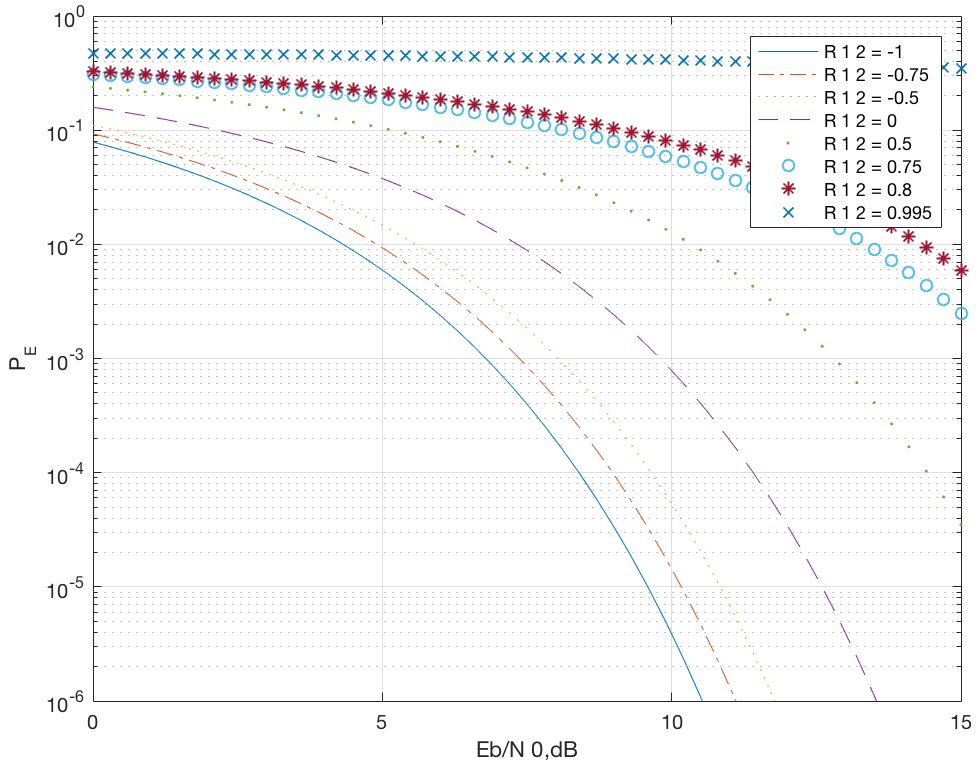 10^0
10^-1
10^-2
10^-3
10^-4
10^-5
10^-6
P_E
R 1 2 = -1
R 1 2 = -0.75
R 1 2 = -0.5
R 1 2 = 0
R 1 2 = 0.5
R 1 2 = 0.75
R 1 2 = 0.8
R 1 2 = 0.995
0 5 10 15
Eb/N 0,dB